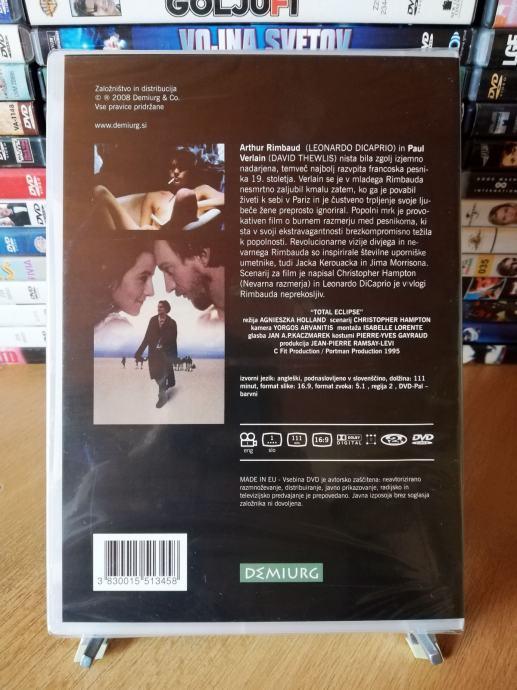 GOLJUFI
VOJNA SVETOV
Založništvo in distribucija
© ℗ 2008 Demiurg & Co.
Vse pravice pridržane
www.demiurg.si
Arthur Rimbaud (LEONARDO DICAPRIO) in Paul
Verlain (DAVID THEWLIS) nista bila zgolj izjemno
nadarjena, temveč najbolj razvpita francoska pesni-
ka 19. stoletja. Verlain se je v mladega Rimbauda
nesmrtno zaljubil kmalu zatem, ko ga je povabil
živeti k sebi v Pariz in je čustveno trpljenje svoje lju-
beče žene preprosto ignoriral. Popolni mrk je provo-
kativen film o burnem razmerju med pesnikoma, ki
sta v svoji ekstravagantnosti brezkompromisno težila
k popolnosti. Revolucionarne vizije divjega in ne-
varnega Rimbauda so inspirirale številne uporniške
umetnike, tudi Jacka Kerouacka in Jima Morrisona.
Scenarij za film je napisal Christopher Hampton
(Nevarna razmerja) in Leonardo DiCaprio je v vlogi
Rimbauda neprekosljiv.
"TOTAL ECLIPSE"
režija AGNIESZKA HOLLAND scenarij CHRISTOPHER HAMPTON
kamera YORGOS ARVANITIS montaža ISABELLE LORENTE
glasba JAN A.P.KACZMAREK kostumi PIERRE-YVES GAYRAUD
produkcija JEAN-PIERRE RAMSAY-LEVI
C Fit Production / Portman Production 1995
izvorni jezik: angleški, podnaslovljeno v slovenščino, dolžina: 111
minut, format slike: 16.9, format zvoka: 5.1 , regija 2 , DVD-Pal –
barvni
eng
1
slo
111
min.
16:9
DOLBY
DIGITAL
2
DVD
MADE IN EU - Vsebina DVD je avtorsko zaščitena: neavtorizirano
razmnoževanje, distribuiranje, javno prikazovanje, radijsko in
televizijsko predvajanje je prepovedano. Javna izposoja brez soglasja
založnika ni dovoljena.
3 830015 513458
DEMIURG